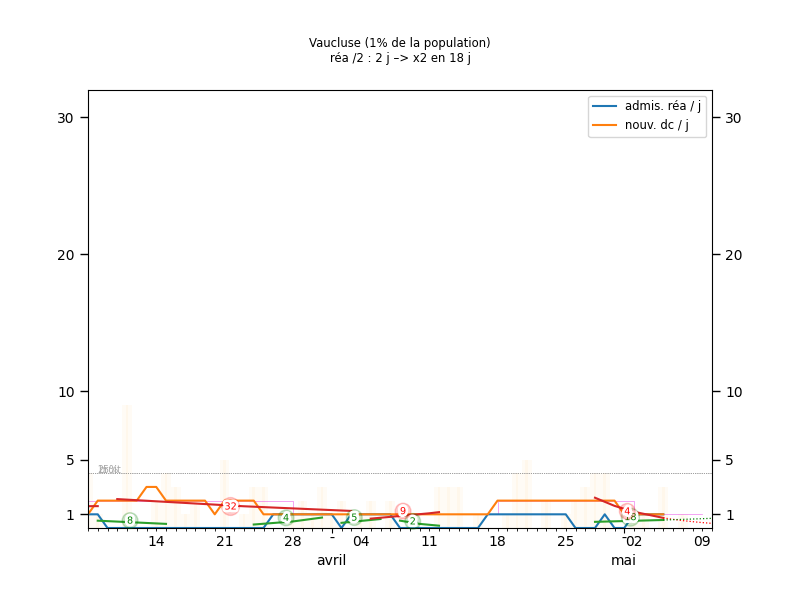 Vaucluse (1% de la population)
réa /2 : 2 j –> x2 en 18 j
admis. réa / j
nouv. dc / j
30 30
20 20
10 10
5 5
1 1
8 32 4 5 9 2 4
14 21 28 - 04 11 18 25 - 02 09
avril mai